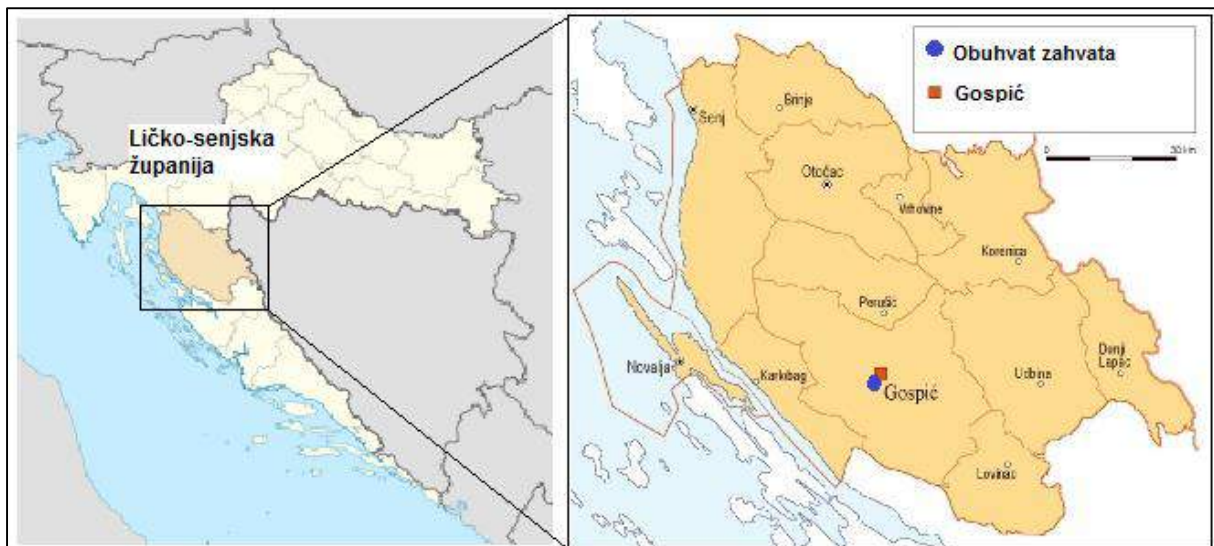 Ličko-senjska
županija
Obuhvat zahvata
Gospić
0 30 km
Brinje
Senj
Otočac
Vrhovine
Korenica
Perušić
Novalja
Karlobag
Gospić
Udbina
Donji
Lapac
Lovinac